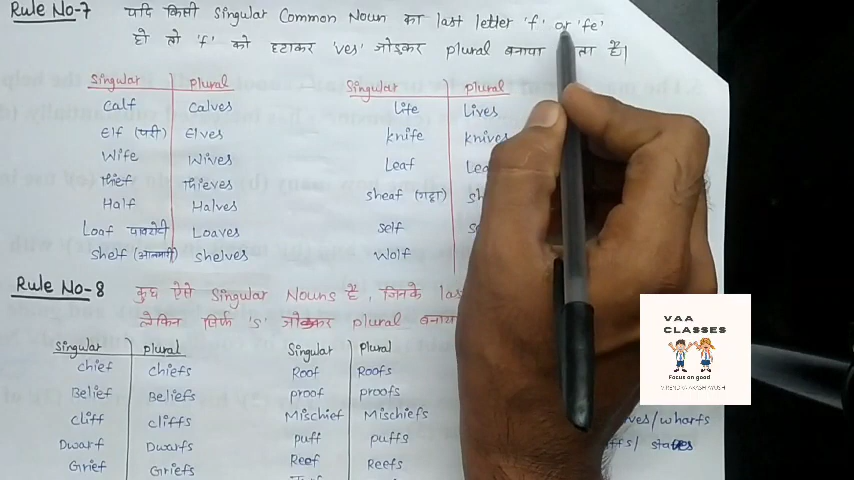 Rule No-7 यदि किसी Singular Common Noun का last letter 'f' or 'fe'
हो तो 'f' को हटाकर 'ves' जोड़कर plural बनाया ता है।
Singular Plural Singular Plural
Calf Calves Life Lives
Elf (परी) Elves Knife Knives
Wife Wives Leaf
Thief Thieves sheaf (गट्ठा)
Half Halves self
Loaf पावरोटी Loaves Wolf
Shelf (आलमारी) shelves
Rule No-8 कुछ ऐसे Singular Nouns हैं, जिनके
लेकिन सिर्फ 's' जोड़कर plural बनाया
Singular Plural Singular Plural
Chief Chiefs Roof Roofs
Belief Beliefs proof proofs
Cliff cliffs Mischief Mischiefs
Dwarf Dwarfs puff puffs
Grief Griefs Reef Reefs
/wharfs
VAA
CLASSES
Focus on good